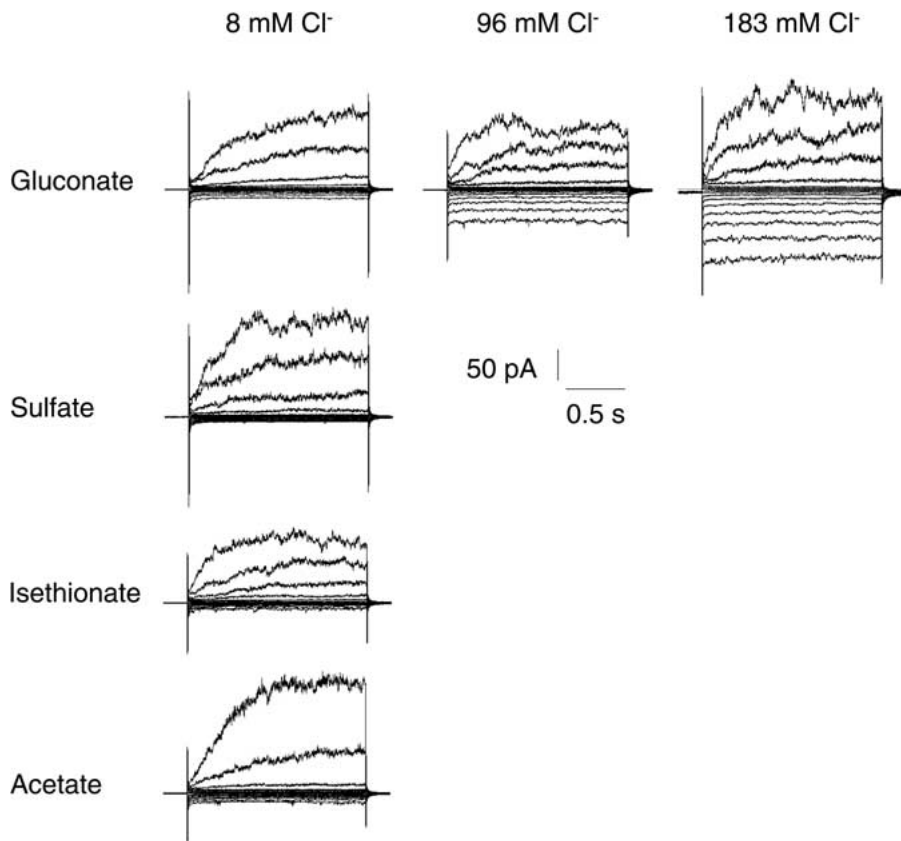 8 mM Cl- 96 mM Cl- 183 mM Cl-
Gluconate
50 pA
Sulfate
0.5 s
Isethionate
Acetate